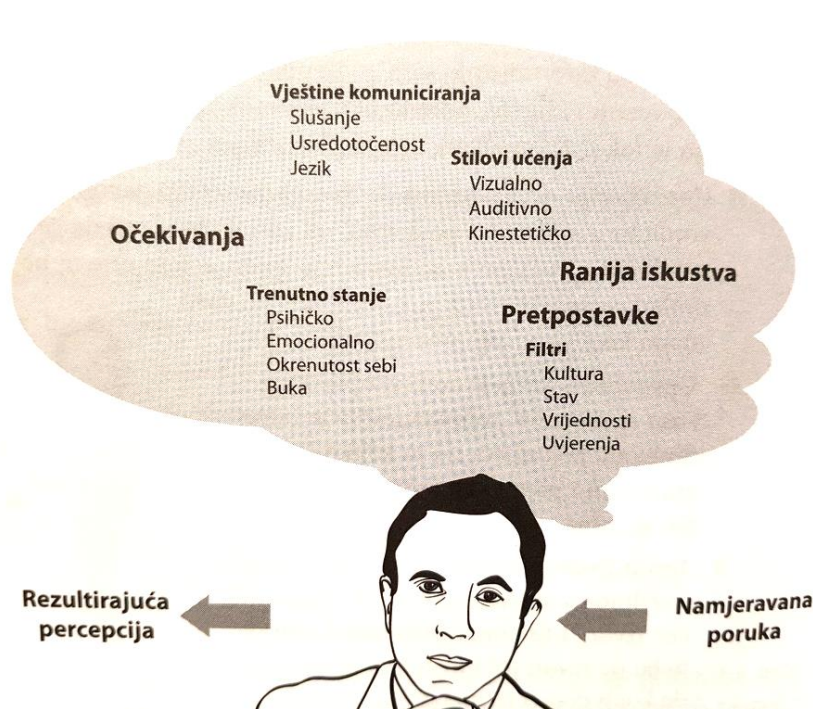 Vještine komuniciranja
Slušanje
Usredotočenost
Jezik
Stilovi učenja
Vizualno
Auditivno
Kinestetičko
Očekivanja
Ranija iskustva
Trenutno stanje
Psihičko
Emocionalno
Okrenutost sebi
Buka
Pretpostavke
Filtri
Kultura
Stav
Vrijednosti
Uvjerenja
Rezultirajuća
percepcija
Namjeravana
poruka